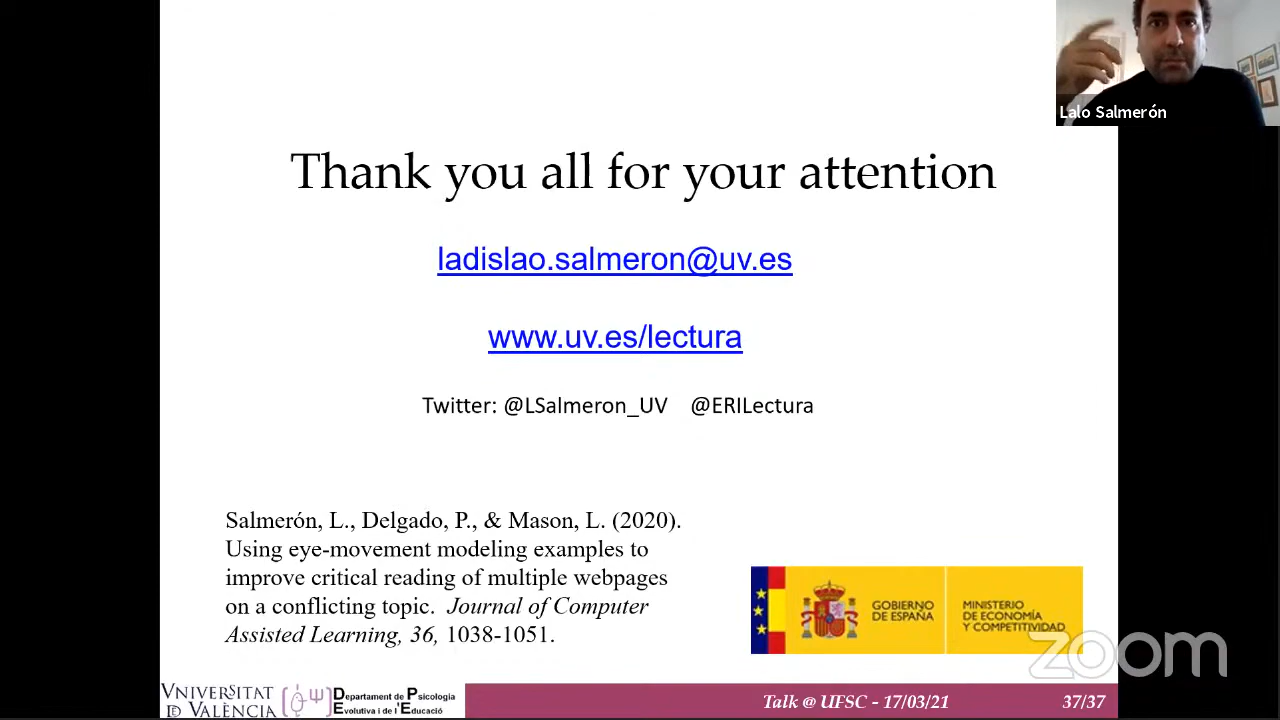 Lalo Salmerón
Thank you all for your attention
ladislao.salmeron@uv.es
www.uv.es/lectura
Twitter: @LSalmeron_UV @ERILectura
Salmerón, L., Delgado, P., & Mason, L. (2020).
Using eye-movement modeling examples to
improve critical reading of multiple webpages
on a conflicting topic. Journal of Computer
Assisted Learning, 36, 1038-1051.
GOBIERNO
DE ESPAÑA
MINISTERIO
DE ECONOMÍA
Y COMPETITIVIDAD
zoom
VNIVERSITAT
DE VALÈNCIA
Departament de Psicologia
Evolutiva i de l'Educació
Talk @ UFSC - 17/03/21
37/37